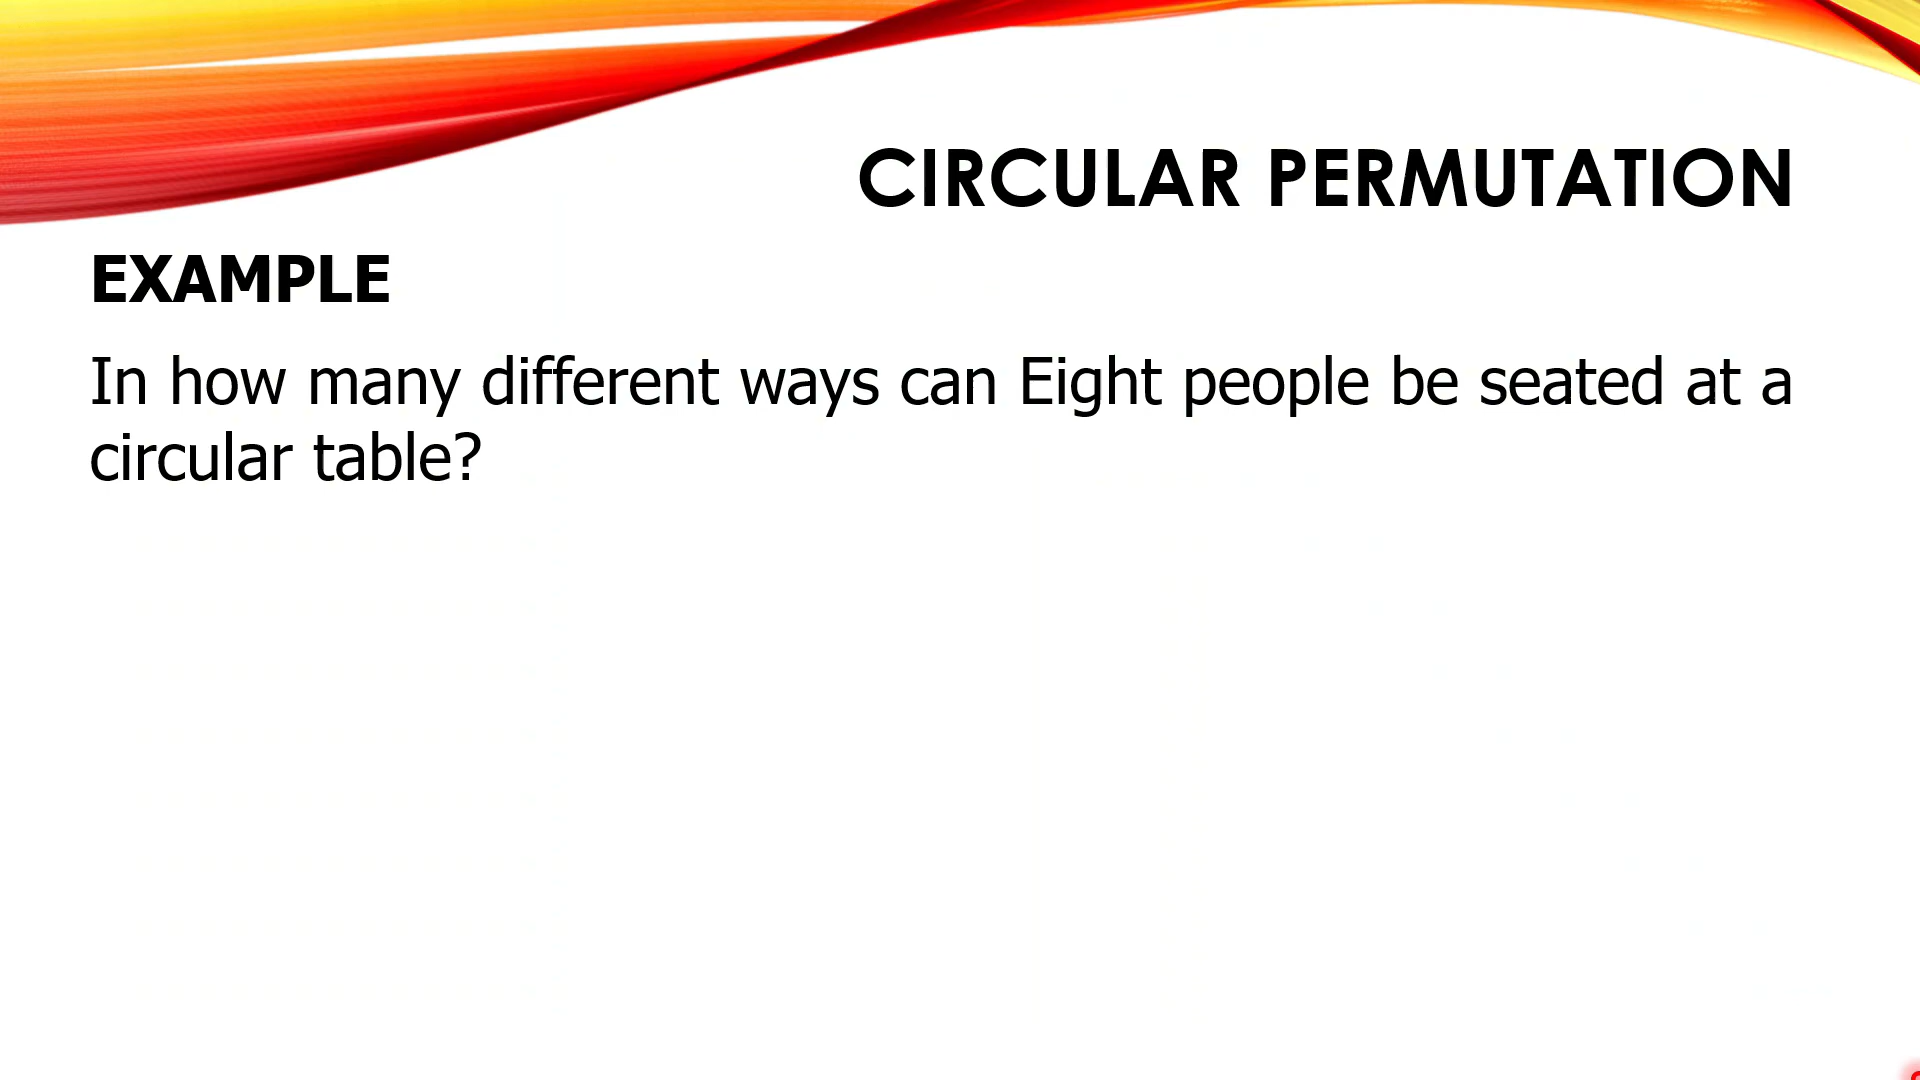 CIRCULAR PERMUTATION
EXAMPLE
In how many different ways can Eight people be seated at a
circular table?